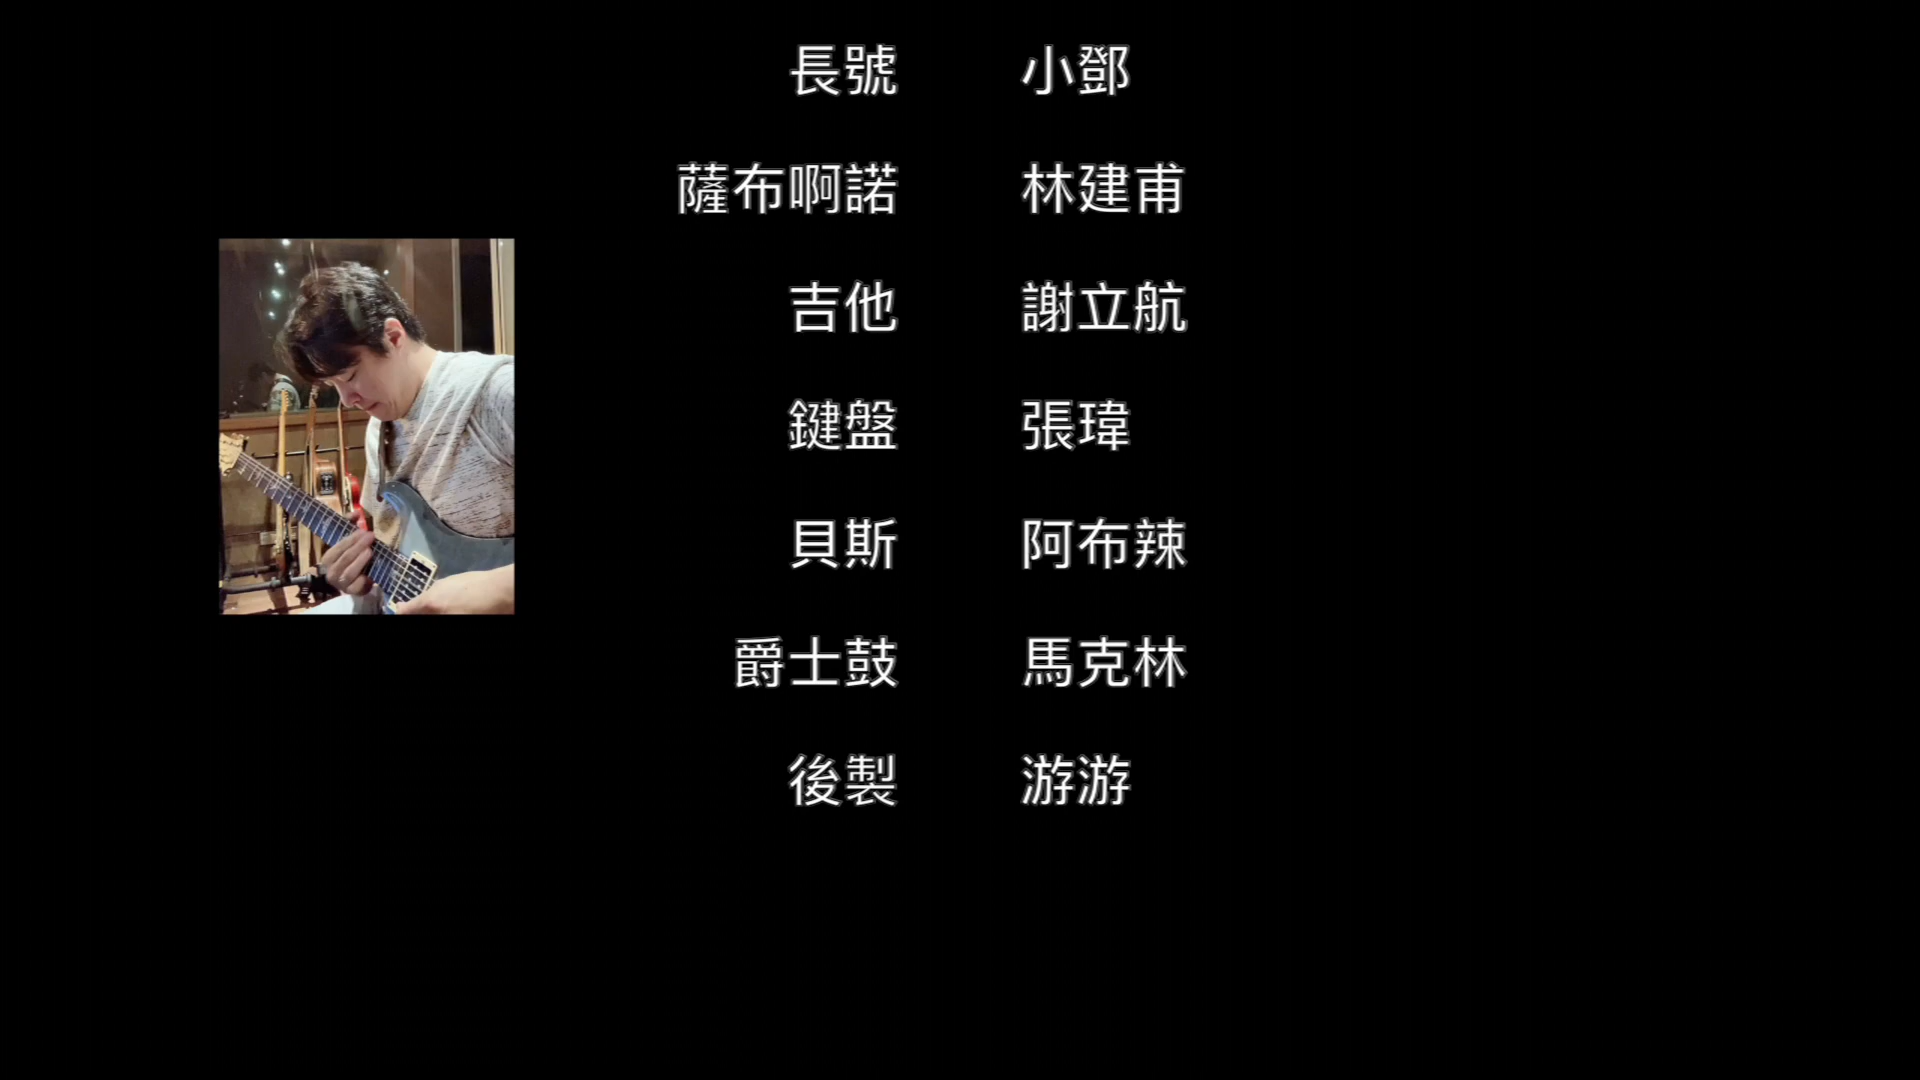 長號 小鄧
薩布啊諾 林建甫
吉他 謝立航
鍵盤 張瑋
貝斯 阿布辣
爵士鼓 馬克林
後製 游游